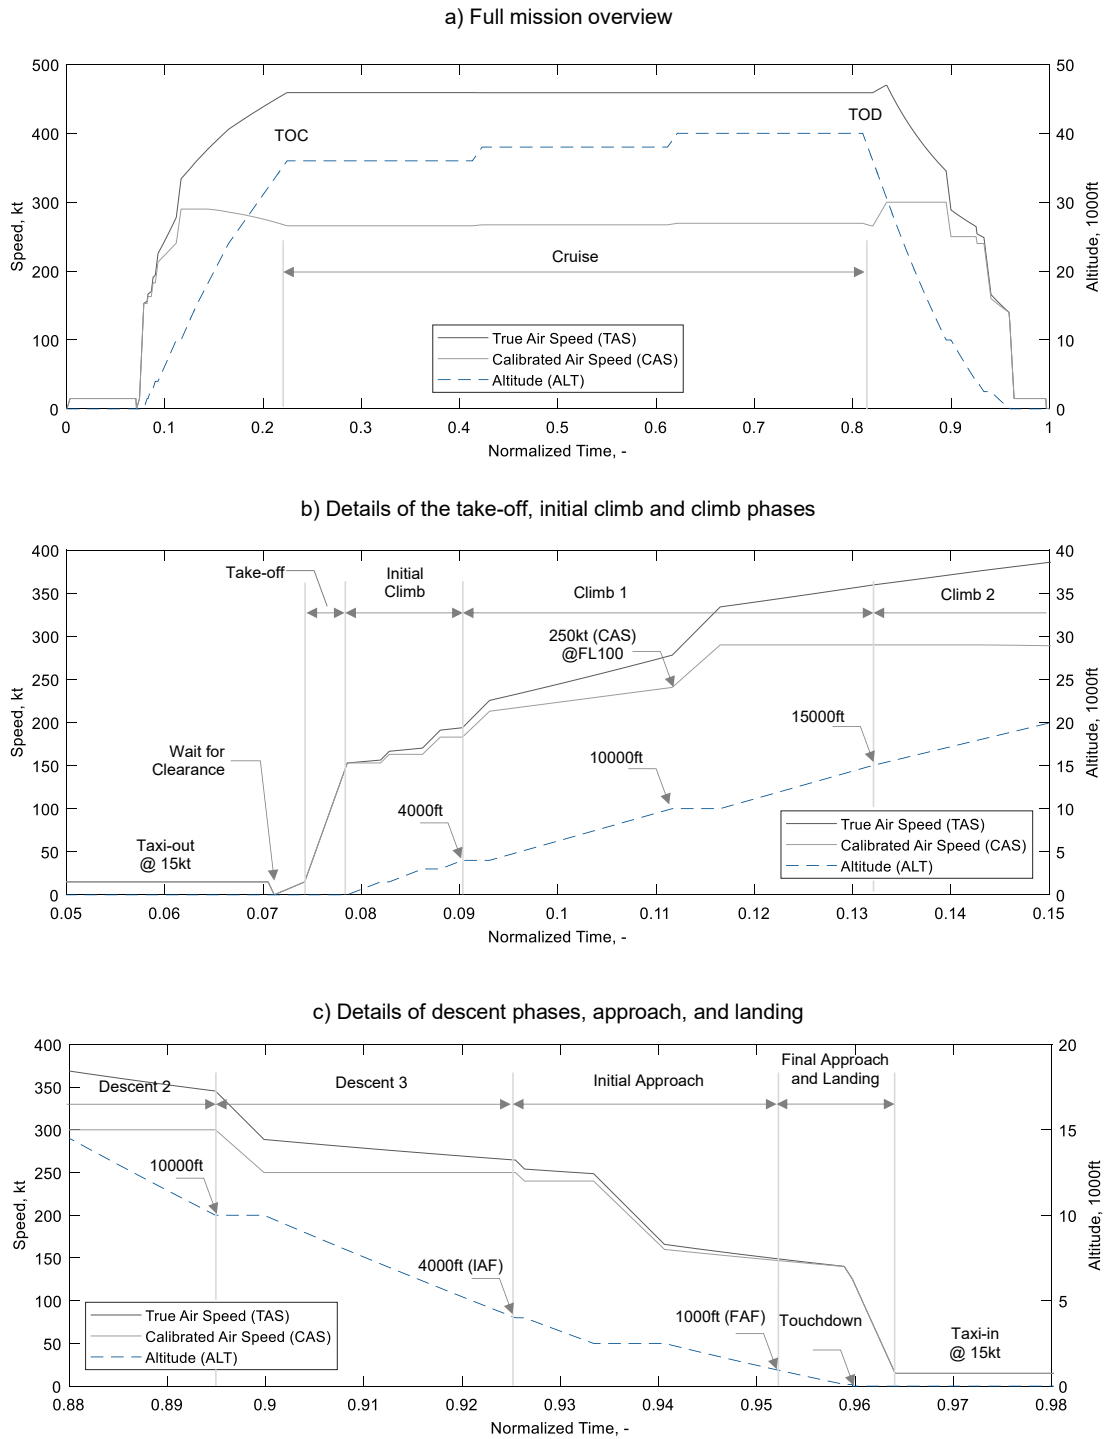 a) Full mission overview
500
400
300
200
100
0
Speed, kt
50
40
30
20
10
0
Altitude, 1000ft
TOC
TOD
Cruise
True Air Speed (TAS)
Calibrated Air Speed (CAS)
Altitude (ALT)
0 0.1 0.2 0.3 0.4 0.5 0.6 0.7 0.8 0.9 1
Normalized Time, -
b) Details of the take-off, initial climb and climb phases
400
350
300
250
200
150
100
50
0
Speed, kt
40
35
30
25
20
15
10
5
0
Altitude, 1000ft
Take-off
Initial
Climb
Climb 1
Climb 2
250kt (CAS)
@FL100
15000ft
Wait for
Clearance
10000ft
4000ft
Taxi-out
@ 15kt
True Air Speed (TAS)
Calibrated Air Speed (CAS)
Altitude (ALT)
0.05 0.06 0.07 0.08 0.09 0.1 0.11 0.12 0.13 0.14 0.15
Normalized Time, -
c) Details of descent phases, approach, and landing
400
350
300
250
200
150
100
50
0
Speed, kt
20
15
10
5
0
Altitude, 1000ft
Descent 2
Descent 3
Initial Approach
Final Approach
and Landing
10000ft
4000ft (IAF)
1000ft (FAF)
Touchdown
Taxi-in
@ 15kt
True Air Speed (TAS)
Calibrated Air Speed (CAS)
Altitude (ALT)
0.88 0.89 0.9 0.91 0.92 0.93 0.94 0.95 0.96 0.97 0.98
Normalized Time, -